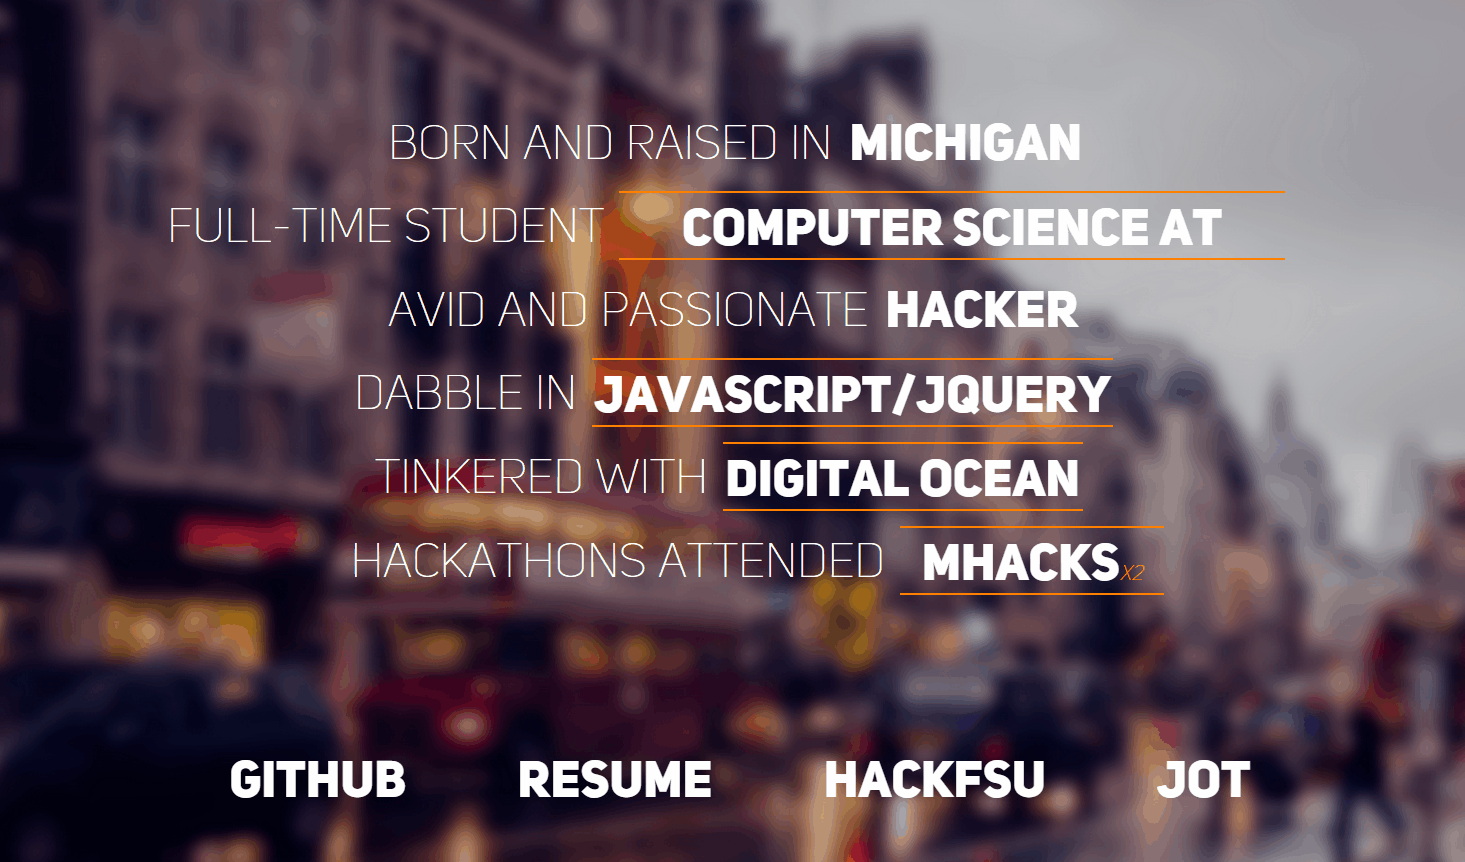 BORN AND RAISED IN MICHIGAN
FULL-TIME STUDENT COMPUTER SCIENCE AT
AVID AND PASSIONATE HACKER
DABBLE IN JAVASCRIPT/JQUERY
TINKERED WITH DIGITAL OCEAN
HACKATHONS ATTENDED MHACKS X2
GITHUB RESUME HACKFSU JOT